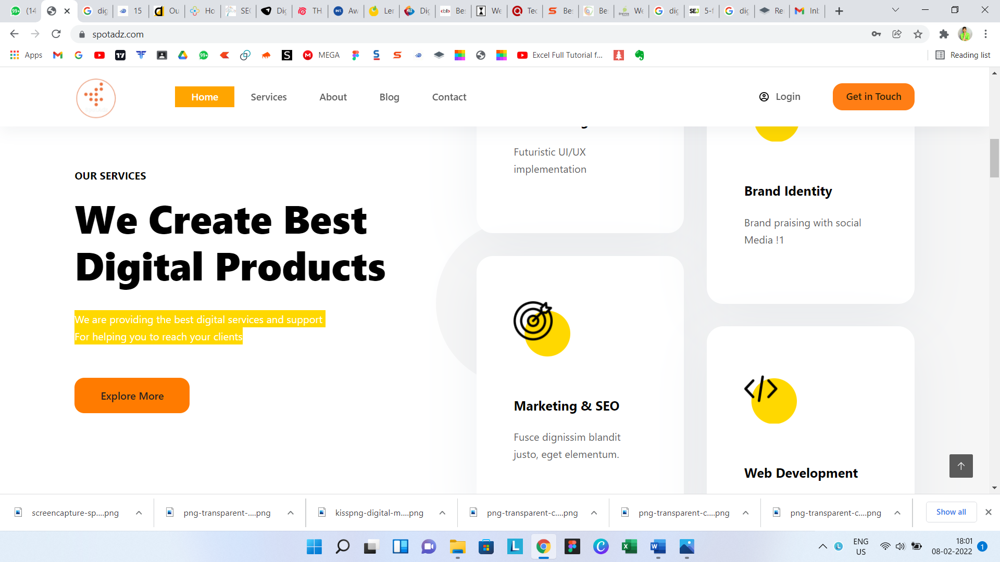 (14
dig
15
Ou
Ho
SEC
Dig
TH
Aw
Ler
Dig
Be
We
Tec
Be
Be
We
dig
5-f
dig
Re
Inb
spotadz.com
Apps
MEGA
Excel Full Tutorial f...
Reading list
Home
Services
About
Blog
Contact
Login
Get in Touch
Futuristic UI/UX
implementation
OUR SERVICES
We Create Best
Digital Products
We are providing the best digital services and support
For helping you to reach your clients
Explore More
Brand Identity
Brand praising with social
Media !1
Marketing & SEO
Fusce dignissim blandit
justo, eget elementum.
Web Development
screencapture-sp....png
png-transparent-....png
kisspng-digital-m....png
png-transparent-c....png
png-transparent-c....png
png-transparent-c....png
Show all
ENG
US
18:01
08-02-2022
1